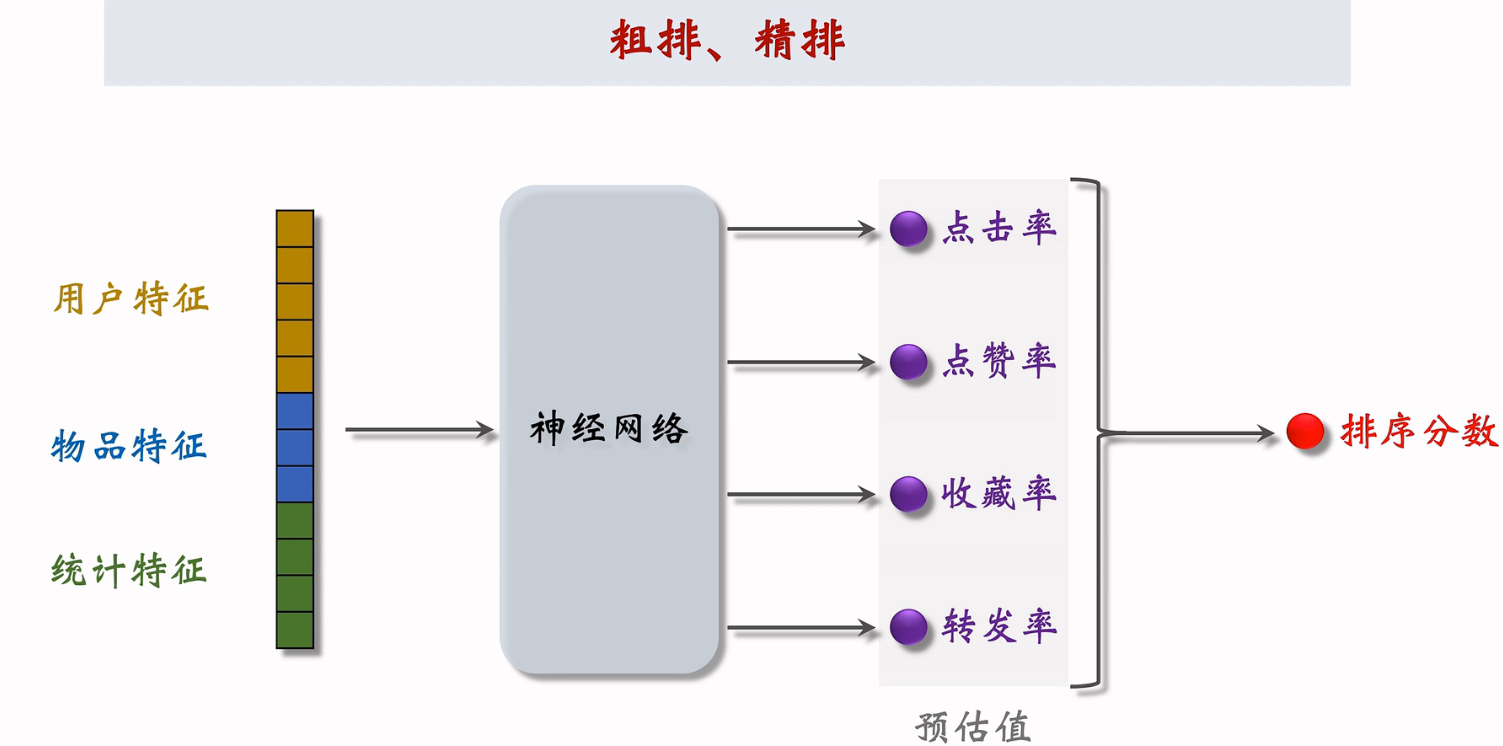 粗排、精排
用户特征
物品特征
统计特征
神经网络
点击率
点赞率
收藏率
转发率
预估值
排序分数